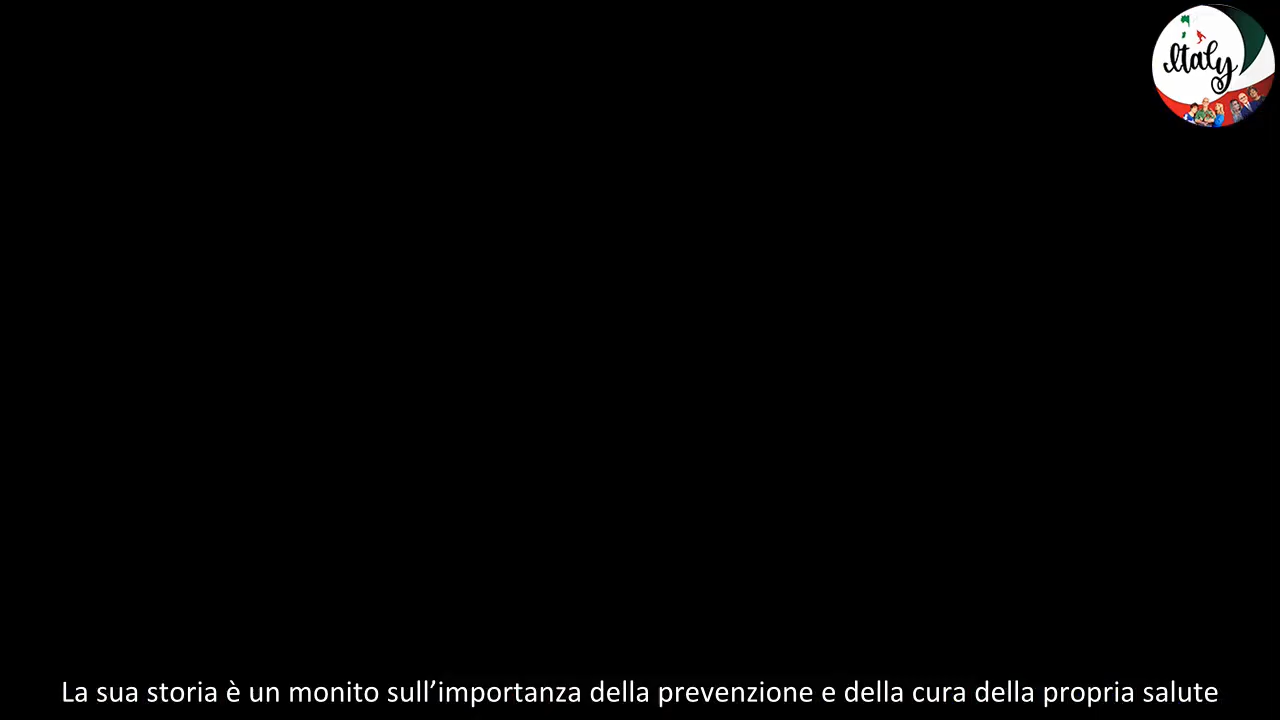 Italy
La sua storia è un monito sull’importanza della prevenzione e della cura della propria salute